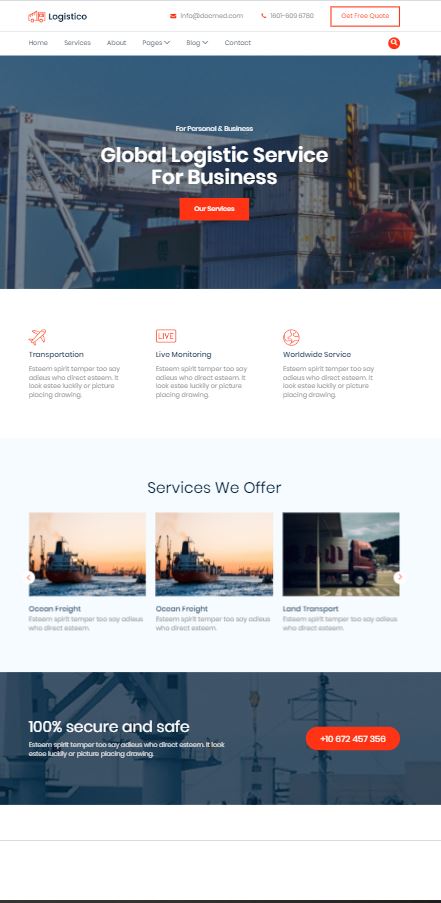 Logistico
info@docmed.com
1601-609 6780
Get Free Quote
Home Services About Pages Blog Contact
For Personal & Business
Global Logistic Service
For Business
Our Services
LIVE
Transportation
Esteem spirit temper too say
adieus who direct esteem. It
look estee luckily or picture
placing drawing.
Live Monitoring
Esteem spirit temper too say
adieus who direct esteem. It
look estee luckily or picture
placing drawing.
Worldwide Service
Esteem spirit temper too say
adieus who direct esteem. It
look estee luckily or picture
placing drawing.
Services We Offer
Ocean Freight
Esteem spirit temper too say adieus
who direct esteem.
Ocean Freight
Esteem spirit temper too say adieus
who direct esteem.
Land Transport
Esteem spirit temper too say adieus
who direct esteem.
100% secure and safe
Esteem spirit temper too say adieus who direct esteem. It look
estee luckily or picture placing drawing.
+10 672 457 356